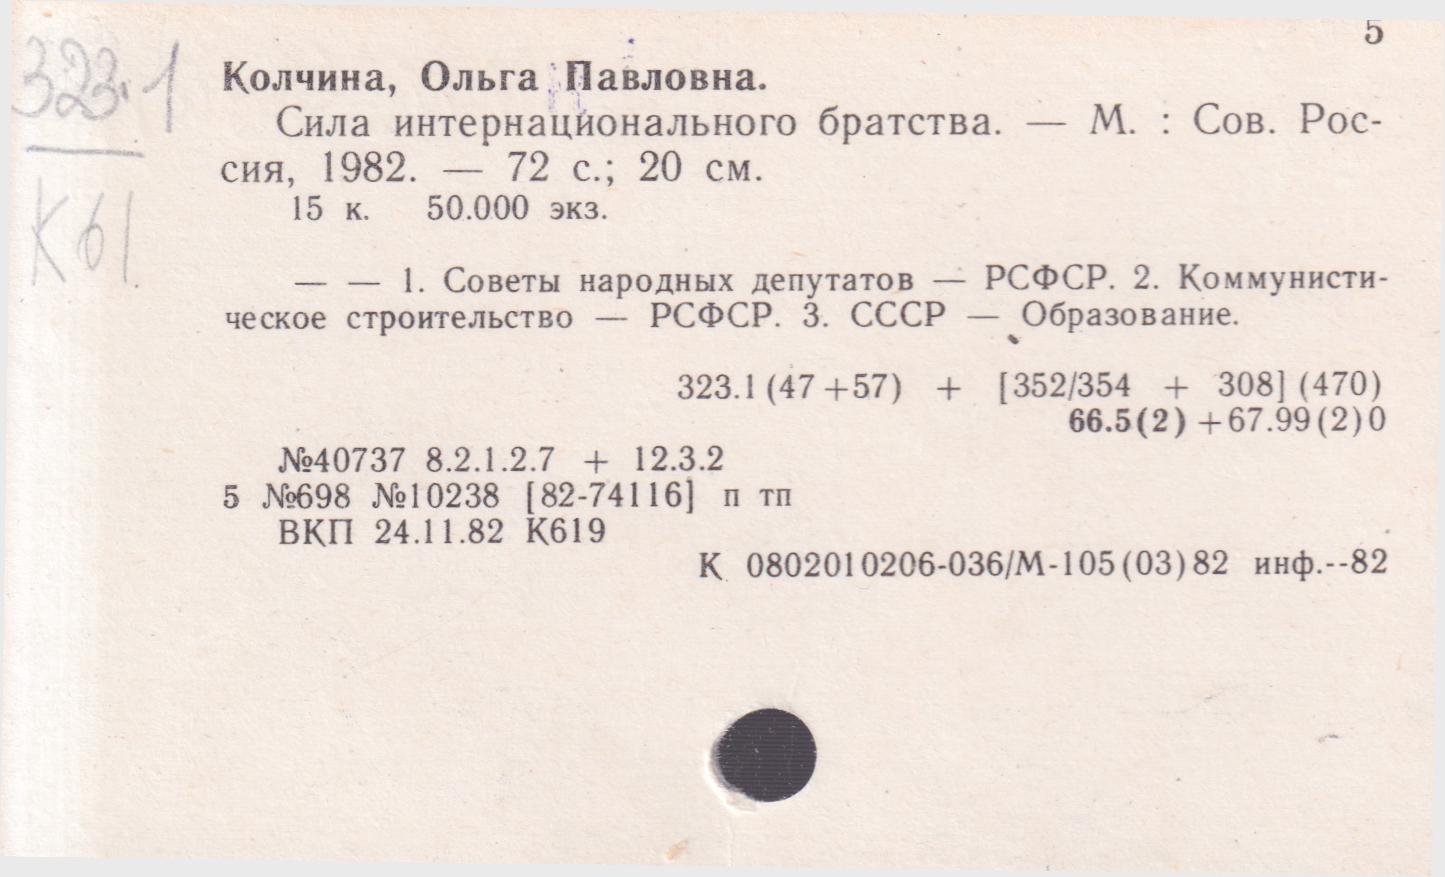 5
323.1
К61
Колчина, Ольга Павловна.
Сила интернационального братства. — М. : Сов. Рос-
сия, 1982. — 72 с.; 20 см.
15 к. 50.000 экз.
— — 1. Советы народных депутатов — РСФСР. 2. Коммунисти-
ческое строительство — РСФСР. 3. СССР — Образование.
323.1 (47+57) + [352/354 + 308] (470)
66.5(2) +67.99(2)0
№40737 8.2.1.2.7 + 12.3.2
5 №698 №10238 [82-74116] п тп
ВКП 24.11.82 К619
К 0802010206-036/М-105(03)82 инф.--82